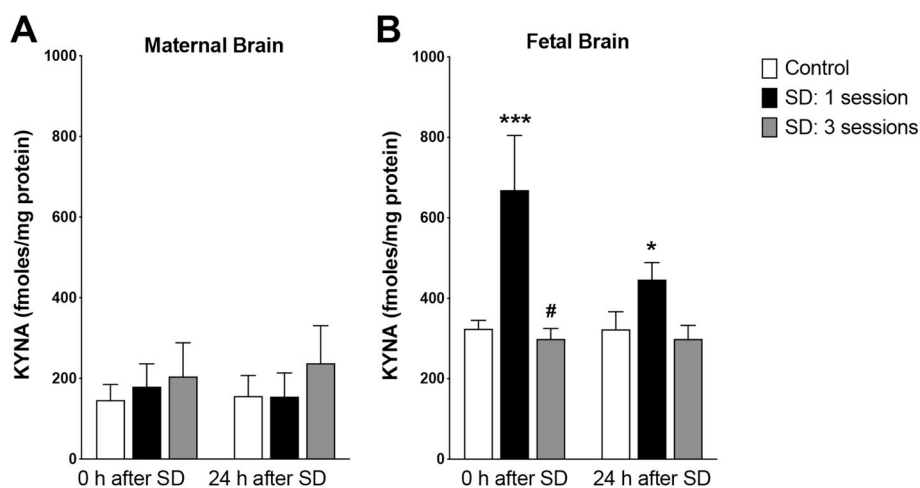 A
Maternal Brain
KYNA (fmoles/mg protein)
1000
800
600
400
200
0
0 h after SD
24 h after SD
B
Fetal Brain
KYNA (fmoles/mg protein)
1000
800
600
400
200
0
***
#
*
0 h after SD
24 h after SD
Control
SD: 1 session
SD: 3 sessions